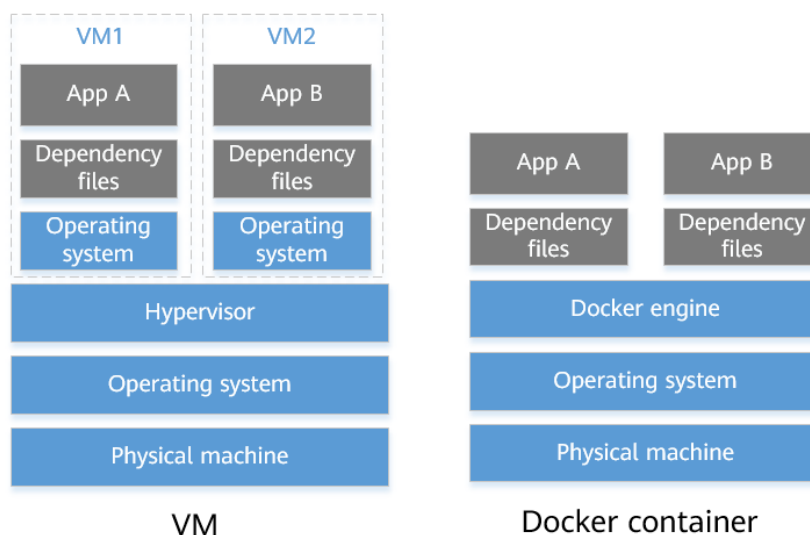 VM1
VM2
App A
App B
Dependency
files
Dependency
files
Operating
system
Operating
system
Hypervisor
Operating system
Physical machine
VM
App A
App B
Dependency
files
Dependency
files
Docker engine
Operating system
Physical machine
Docker container